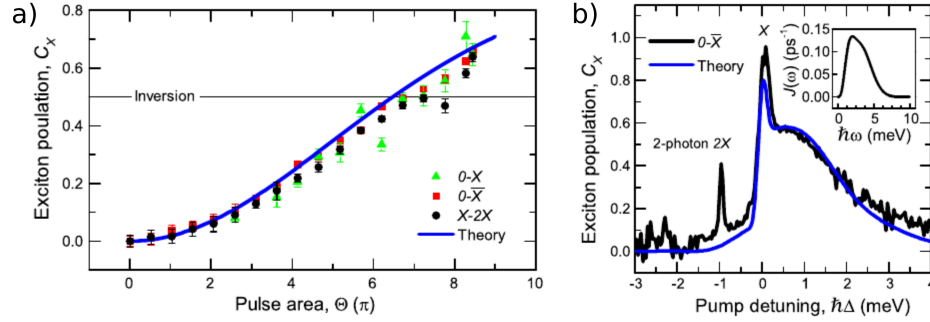 a)
Exciton poulation, Cₓ
0.8
0.6
0.4
0.2
0.0
Inversion
0-X
0-X̅
X-2X
Theory
0 2 4 6 8 10
Pulse area, Θ (π)
b)
Exciton population, Cₓ
1.0
0.8
0.6
0.4
0.2
0.0
0-X̅
Theory
X
2-photon 2X
J(ω) (ps⁻¹)
0.15
0.10
0.05
0.00
0 5 10
ħω (meV)
-3 -2 -1 0 1 2 3 4
Pump detuning, ħΔ (meV)